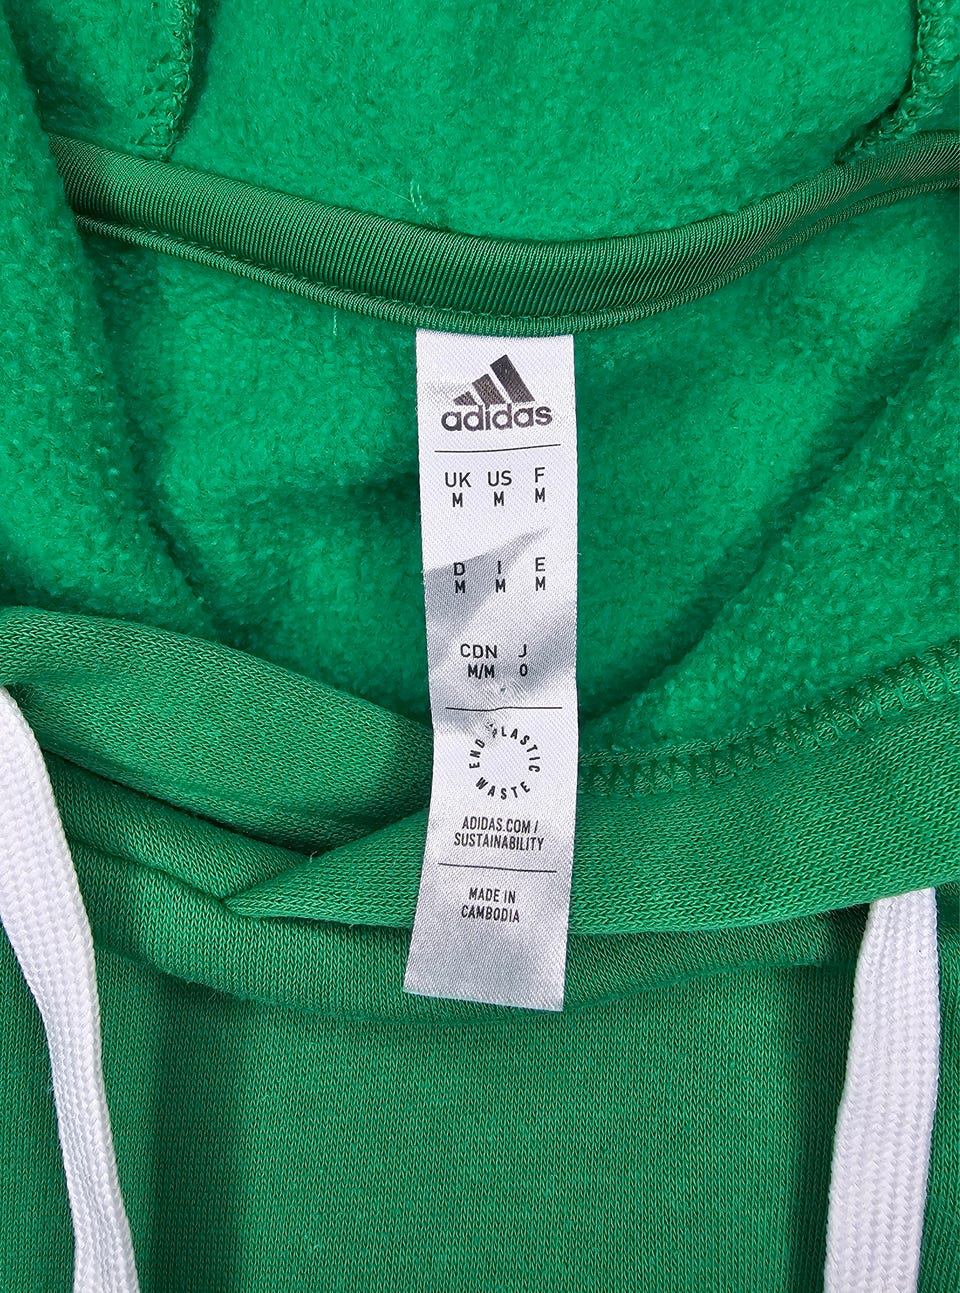 adidas
UK US F
M M M
D I E
M M M
CDN J
M/M O
END PLASTIC WASTE
ADIDAS.COM/
SUSTAINABILITY
MADE IN
CAMBODIA